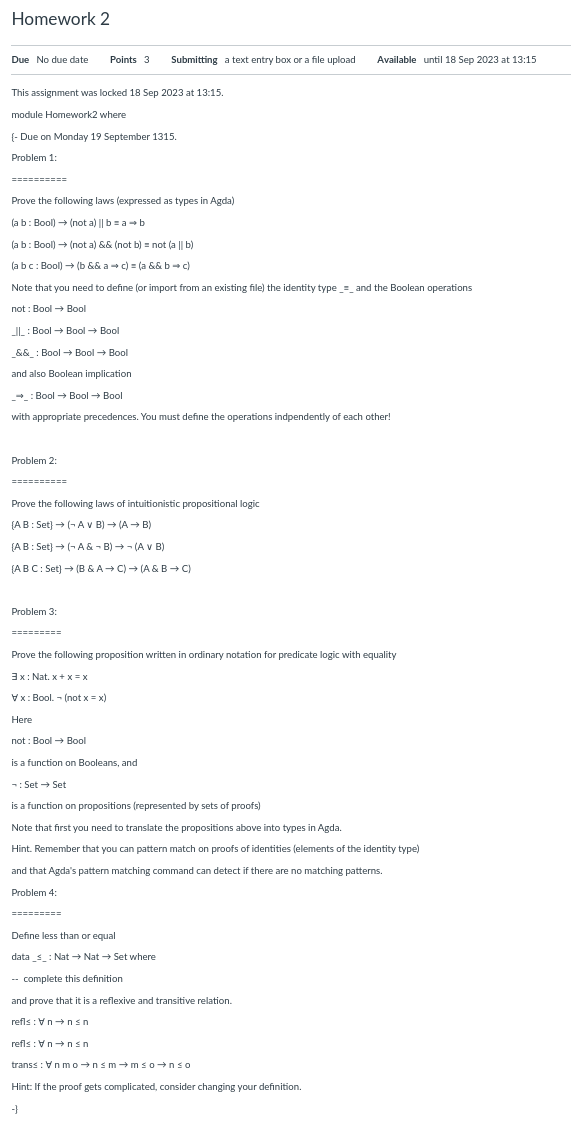 Homework 2
Due No due date Points 3 Submitting a text entry box or a file upload Available until 18 Sep 2023 at 13:15
This assignment was locked 18 Sep 2023 at 13:15.
module Homework2 where
{- Due on Monday 19 September 1315.
Problem 1:
==========
Prove the following laws (expressed as types in Agda)
(a b : Bool) → (not a) || b ≡ a ⇒ b
(a b : Bool) → (not a) && (not b) ≡ not (a || b)
(a b c : Bool) → (b && a ⇒ c) ≡ (a && b ⇒ c)
Note that you need to define (or import from an existing file) the identity type _≡_ and the Boolean operations
not : Bool → Bool
_||_ : Bool → Bool → Bool
_&&_ : Bool → Bool → Bool
and also Boolean implication
_⇒_ : Bool → Bool → Bool
with appropriate precedences. You must define the operations indpendently of each other!
Problem 2:
==========
Prove the following laws of intuitionistic propositional logic
{A B : Set} → (¬ A ∨ B) → (A → B)
{A B : Set} → (¬ A & ¬ B) → ¬ (A ∨ B)
{A B C : Set} → (B & A → C) → (A & B → C)
Problem 3:
=========
Prove the following proposition written in ordinary notation for predicate logic with equality
∃ x : Nat. x + x = x
∀ x : Bool. ¬ (not x = x)
Here
not : Bool → Bool
is a function on Booleans, and
¬ : Set → Set
is a function on propositions (represented by sets of proofs)
Note that first you need to translate the propositions above into types in Agda.
Hint. Remember that you can pattern match on proofs of identities (elements of the identity type)
and that Agda's pattern matching command can detect if there are no matching patterns.
Problem 4:
=========
Define less than or equal
data _≤_ : Nat → Nat → Set where
-- complete this definition
and prove that it is a reflexive and transitive relation.
refl≤ : ∀ n → n ≤ n
refl≤ : ∀ n → n ≤ n
trans≤ : ∀ n m o → n ≤ m → m ≤ o → n ≤ o
Hint: If the proof gets complicated, consider changing your definition.
-}